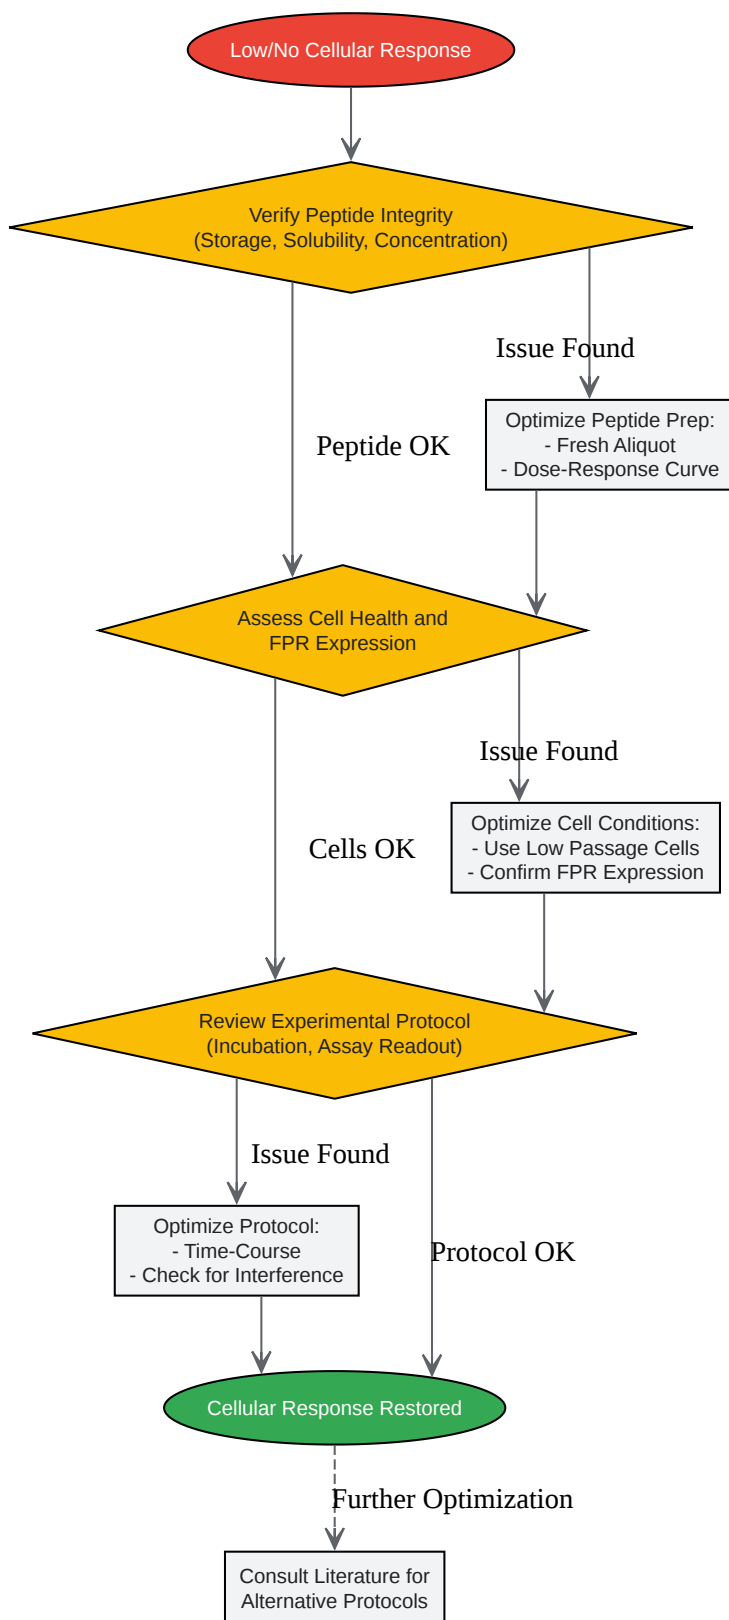 Low/No Cellular Response
Verify Peptide Integrity
(Storage, Solubility, Concentration)
Issue Found
Optimize Peptide Prep:
- Fresh Aliquot
- Dose-Response Curve
Peptide OK
Assess Cell Health and
FPR Expression
Issue Found
Optimize Cell Conditions:
- Use Low Passage Cells
- Confirm FPR Expression
Cells OK
Review Experimental Protocol
(Incubation, Assay Readout)
Issue Found
Optimize Protocol:
- Time-Course
- Check for Interference
Protocol OK
Cellular Response Restored
Further Optimization
Consult Literature for
Alternative Protocols